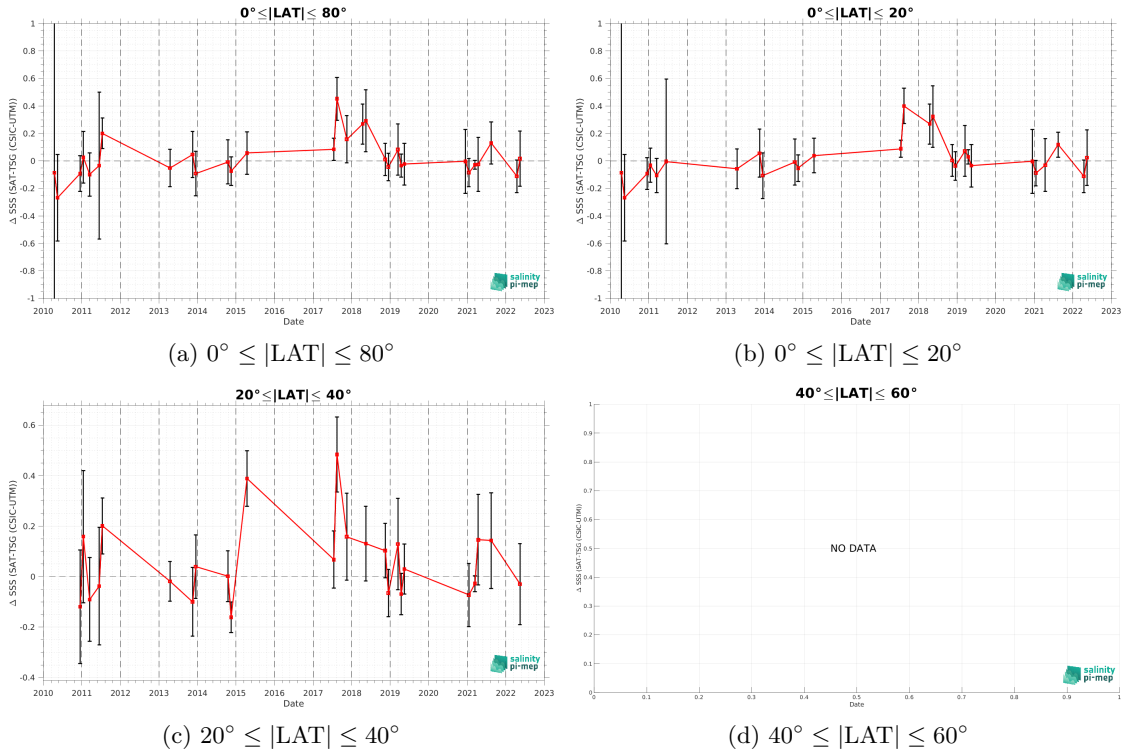 0°≤|LAT|≤ 80°
Δ SSS (SAT-TSG (CSIC-UTM))
1
0.8
0.6
0.4
0.2
0
-0.2
-0.4
-0.6
-0.8
-1
2010 2011 2012 2013 2014 2015 2016 2017 2018 2019 2020 2021 2022 2023
Date
salinity
pi-mep
(a) 0° ≤ |LAT| ≤ 80°
0°≤|LAT|≤ 20°
Δ SSS (SAT-TSG (CSIC-UTM))
1
0.8
0.6
0.4
0.2
0
-0.2
-0.4
-0.6
-0.8
-1
2010 2011 2012 2013 2014 2015 2016 2017 2018 2019 2020 2021 2022 2023
Date
salinity
pi-mep
(b) 0° ≤ |LAT| ≤ 20°
20°≤|LAT|≤ 40°
Δ SSS (SAT-TSG (CSIC-UTM))
0.6
0.4
0.2
0
-0.2
-0.4
2010 2011 2012 2013 2014 2015 2016 2017 2018 2019 2020 2021 2022 2023
Date
salinity
pi-mep
(c) 20° ≤ |LAT| ≤ 40°
40°≤|LAT|≤ 60°
Δ SSS (SAT-TSG (CSIC-UTM))
1
0.9
0.8
0.7
0.6
0.5
0.4
0.3
0.2
0.1
0
NO DATA
0 0.1 0.2 0.3 0.4 0.5 0.6 0.7 0.8 0.9 1
Date
salinity
pi-mep
(d) 40° ≤ |LAT| ≤ 60°